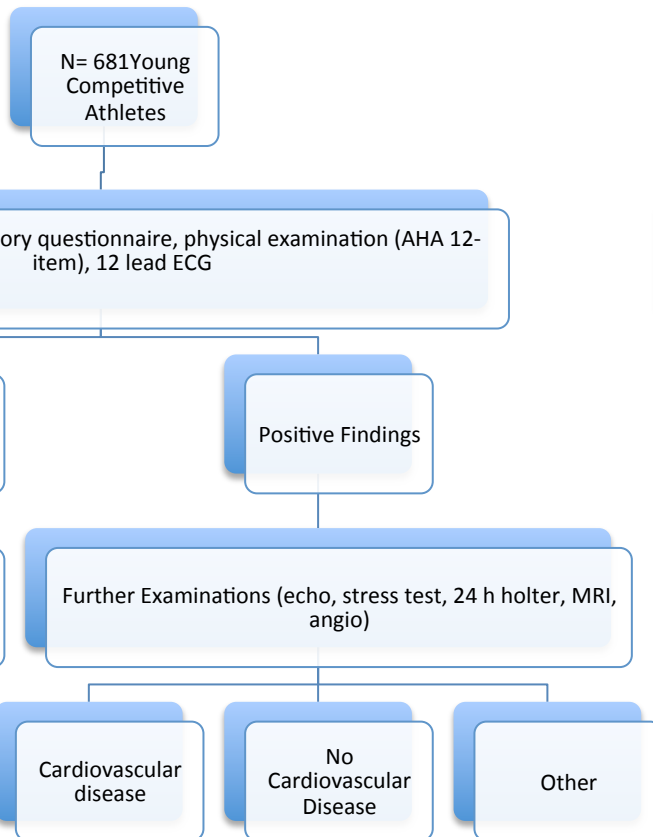 N= 681Young
Competitive
Athletes
ory questionnaire, physical examination (AHA 12-
item), 12 lead ECG
Positive Findings
Further Examinations (echo, stress test, 24 h holter, MRI,
angio)
Cardiovascular
disease
No
Cardiovascular
Disease
Other